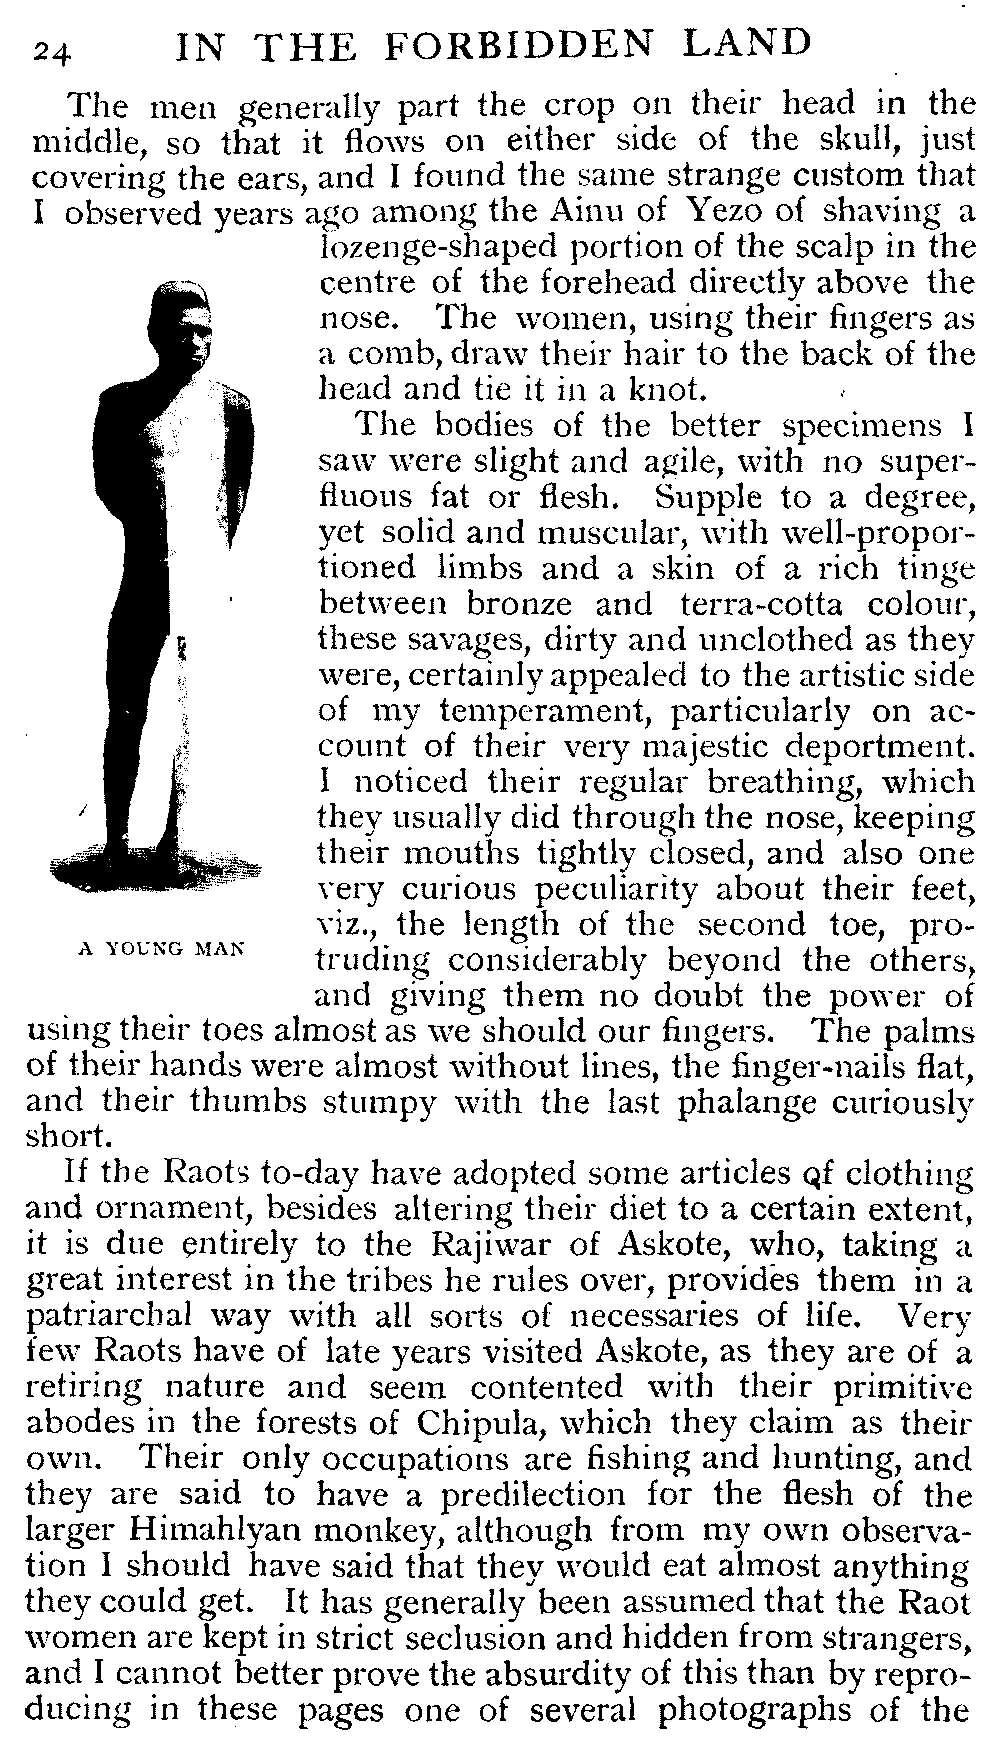 24 IN THE FORBIDDEN LAND
The men generally part the crop on their head in the
middle, so that it flows on either side of the skull, just
covering the ears, and I found the same strange custom that
I observed years ago among the Ainu of Yezo of shaving a
lozenge-shaped portion of the scalp in the
centre of the forehead directly above the
nose. The women, using their fingers as
a comb, draw their hair to the back of the
head and tie it in a knot.
The bodies of the better specimens I
saw were slight and agile, with no super-
fluous fat or flesh. Supple to a degree,
yet solid and muscular, with well-propor-
tioned limbs and a skin of a rich tinge
between bronze and terra-cotta colour,
these savages, dirty and unclothed as they
were, certainly appealed to the artistic side
of my temperament, particularly on ac-
count of their very majestic deportment.
I noticed their regular breathing, which
they usually did through the nose, keeping
their mouths tightly closed, and also one
very curious peculiarity about their feet,
viz., the length of the second toe, pro-
truding considerably beyond the others,
and giving them no doubt the power of
A YOUNG MAN
using their toes almost as we should our fingers. The palms
of their hands were almost without lines, the finger-nails flat,
and their thumbs stumpy with the last phalange curiously
short.
If the Raots to-day have adopted some articles of clothing
and ornament, besides altering their diet to a certain extent,
it is due entirely to the Rajiwar of Askote, who, taking a
great interest in the tribes he rules over, provides them in a
patriarchal way with all sorts of necessaries of life. Very
few Raots have of late years visited Askote, as they are of a
retiring nature and seem contented with their primitive
abodes in the forests of Chipula, which they claim as their
own. Their only occupations are fishing and hunting, and
they are said to have a predilection for the flesh of the
larger Himahlyan monkey, although from my own observa-
tion I should have said that they would eat almost anything
they could get. It has generally been assumed that the Raot
women are kept in strict seclusion and hidden from strangers,
and I cannot better prove the absurdity of this than by repro-
ducing in these pages one of several photographs of the